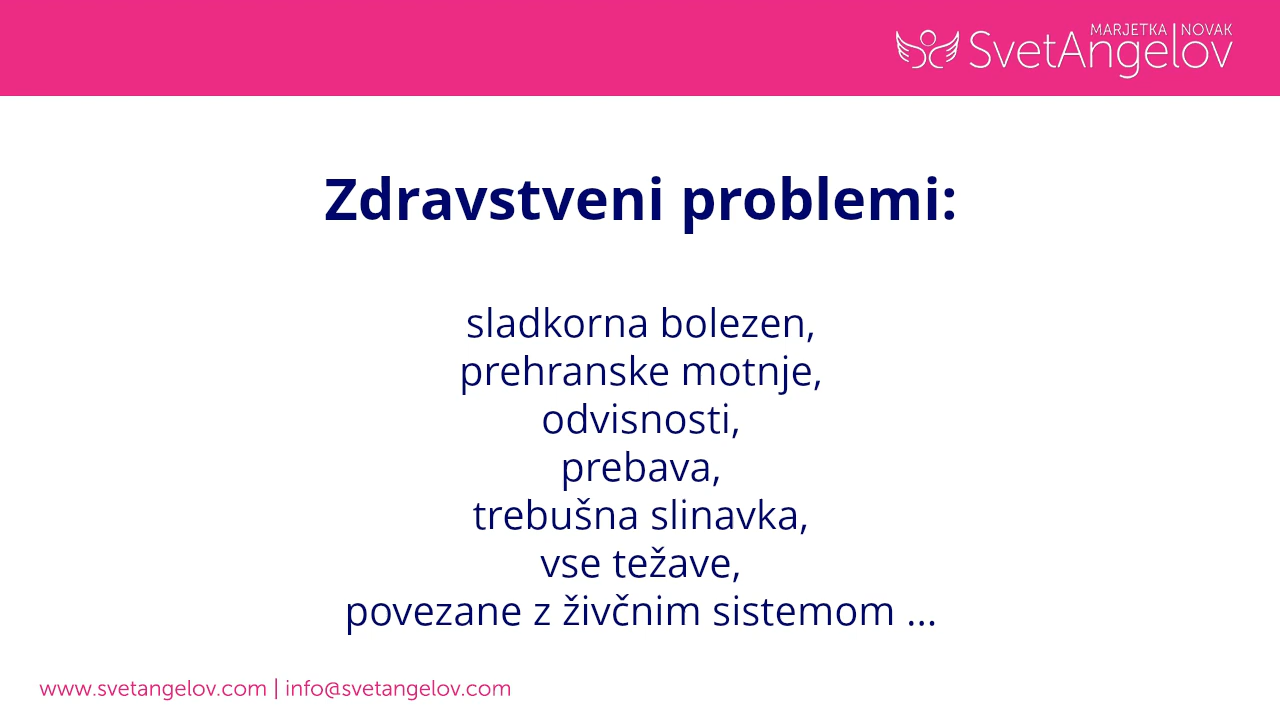 MARJETKA | NOVAK
SvetAngelov
Zdravstveni problemi:
sladkorna bolezen,
prehranske motnje,
odvisnosti,
prebava,
trebušna slinavka,
vse težave,
povezane z živčnim sistemom ...
www.svetangelov.com | info@svetangelov.com